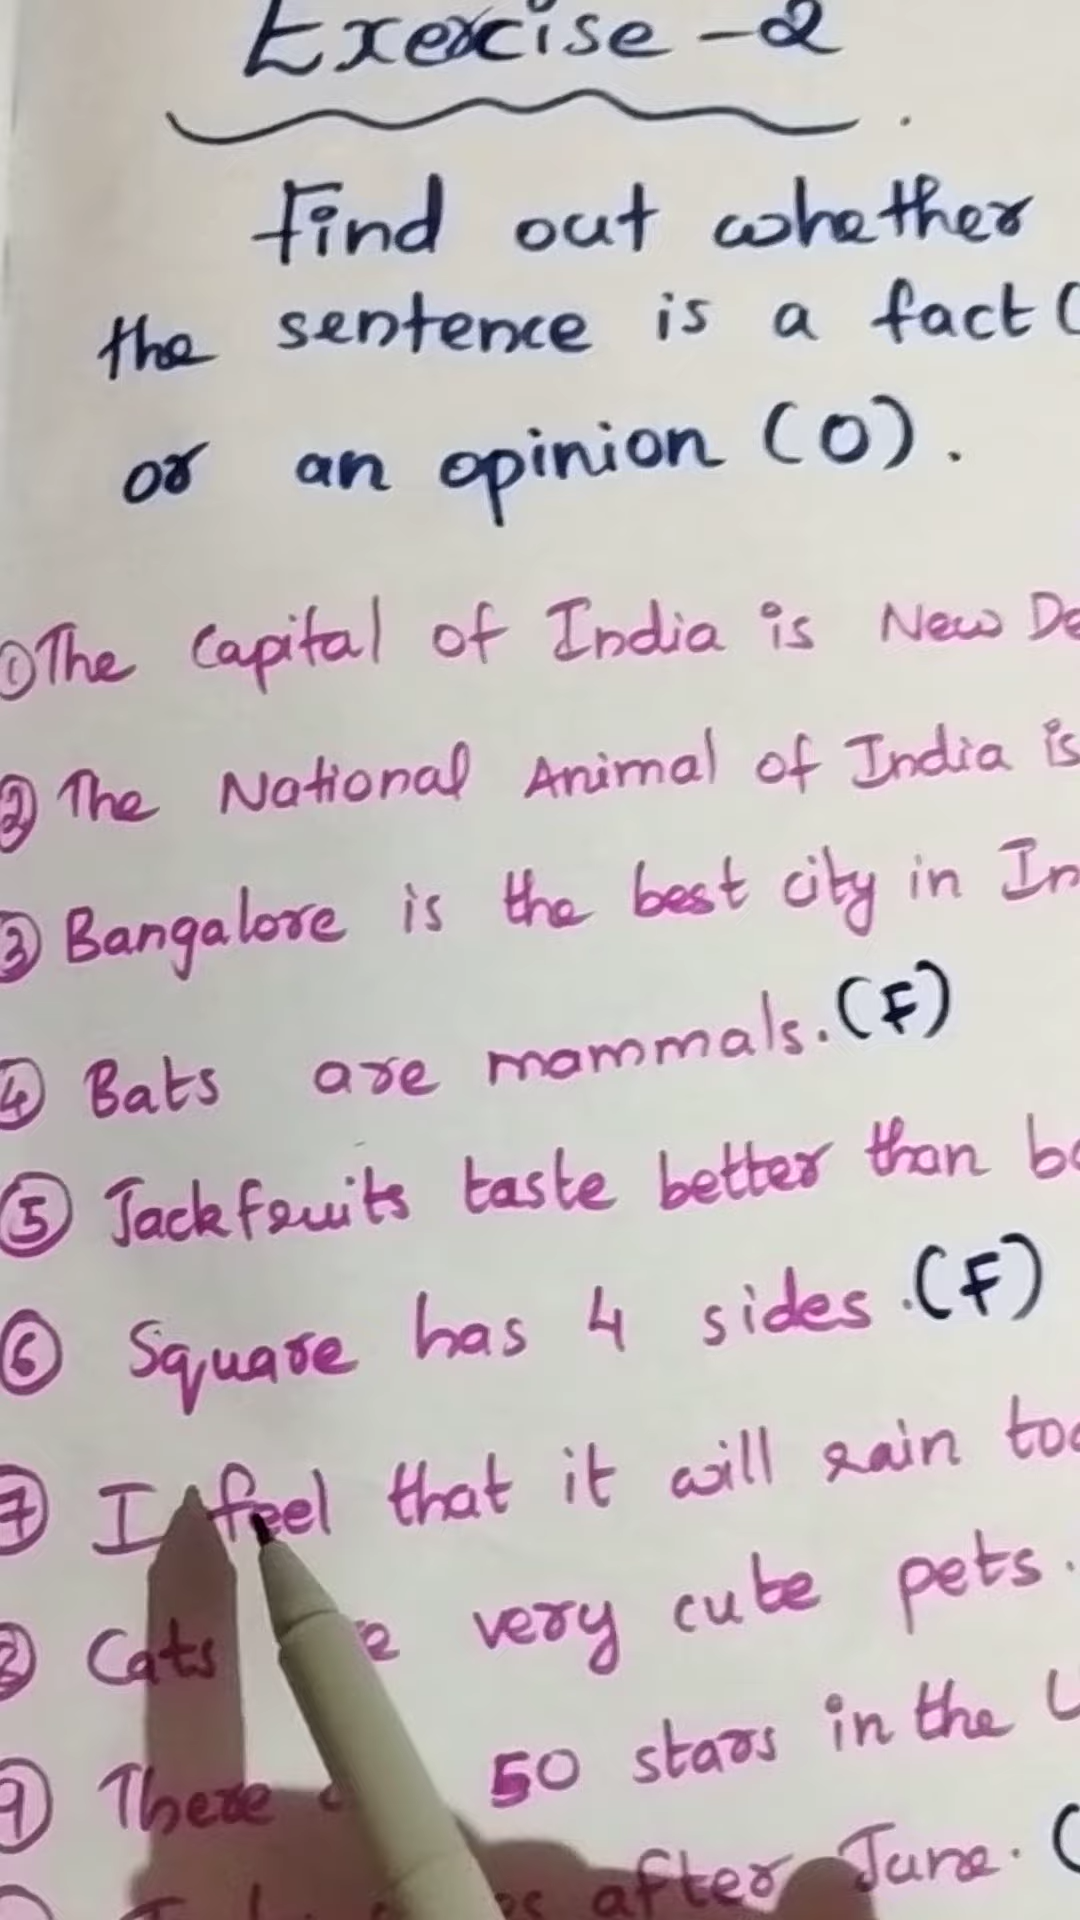 Exercise -2
Find out whether
the sentence is a fact (
or an opinion (O).
① The Capital of India is New De
② The National Animal of India is
③ Bangalore is the best city in In
④ Bats are mammals. (F)
⑤ Jackfruits taste better than
⑥ Square has 4 sides. (F)
⑦ I feel that it will rain
⑧ Cats very cute pets.
⑨ There 50 stars in the U
after June. (